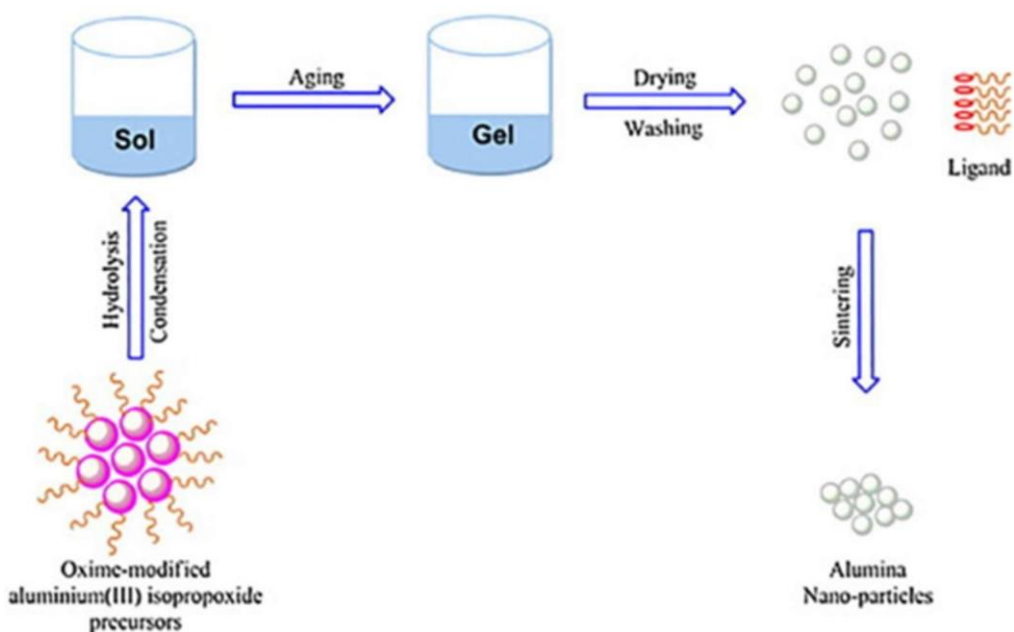 Sol
Aging
Gel
Drying
Washing
Ligand
Hydrolysis
Condensation
Sintering
Oxime-modified
aluminium(III) isopropoxide
precursors
Alumina
Nano-particles